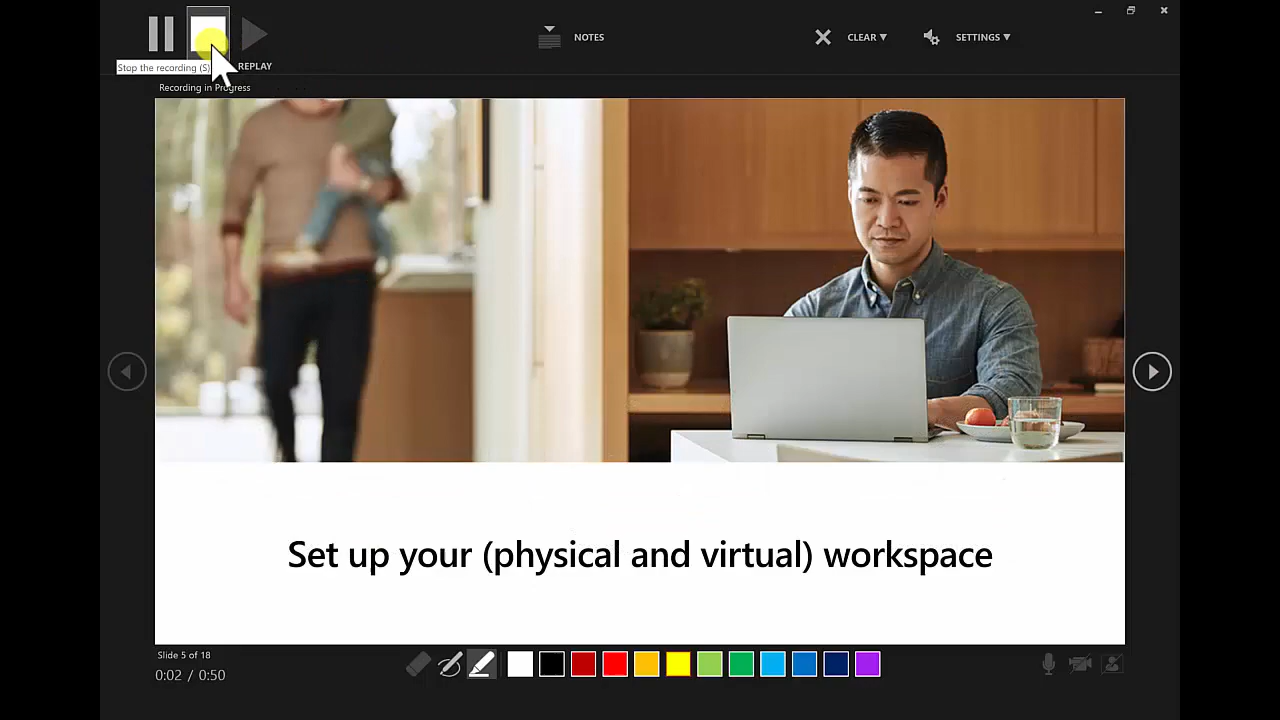 NOTES
CLEAR
SETTINGS
Stop the recording (S)
REPLAY
Recording in Progress
Set up your (physical and virtual) workspace
Slide 5 of 18
0:02 / 0:50